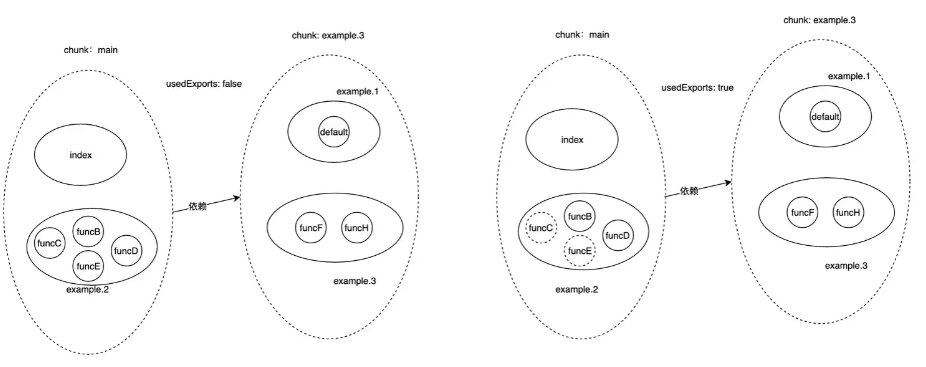 chunk：main
chunk: example.3
usedExports: false
example.1
default
index
依赖
funcC
funcB
funcE
funcD
example.2
funcF
funcH
example.3
chunk：main
chunk: example.3
usedExports: true
example.1
default
index
依赖
funcC
funcB
funcE
funcD
example.2
funcF
funcH
example.3